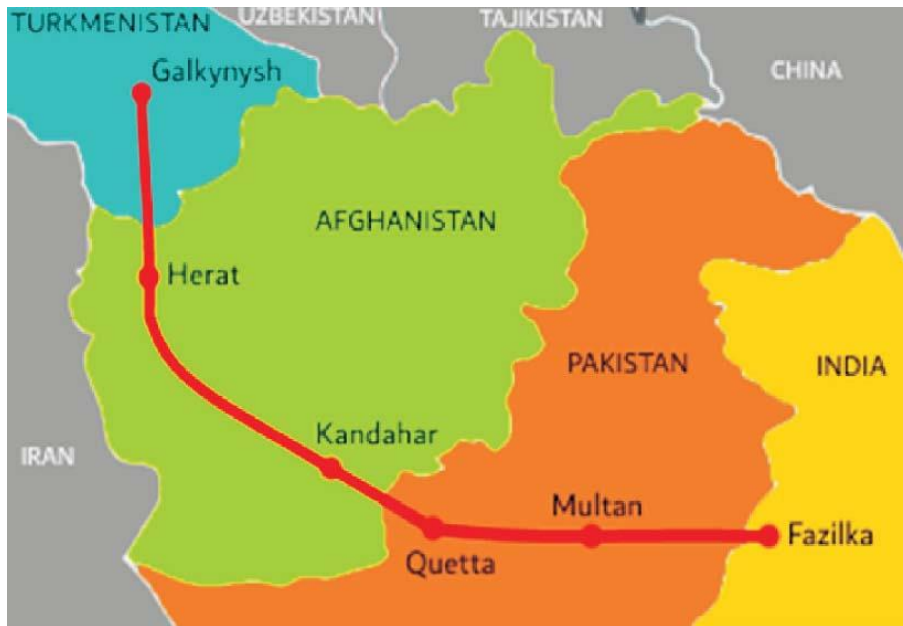 TURKMENISTAN
UZBEKISTAN
TAJIKISTAN
Galkynysh
CHINA
AFGHANISTAN
Herat
PAKISTAN
INDIA
Kandahar
IRAN
Multan
Fazilka
Quetta